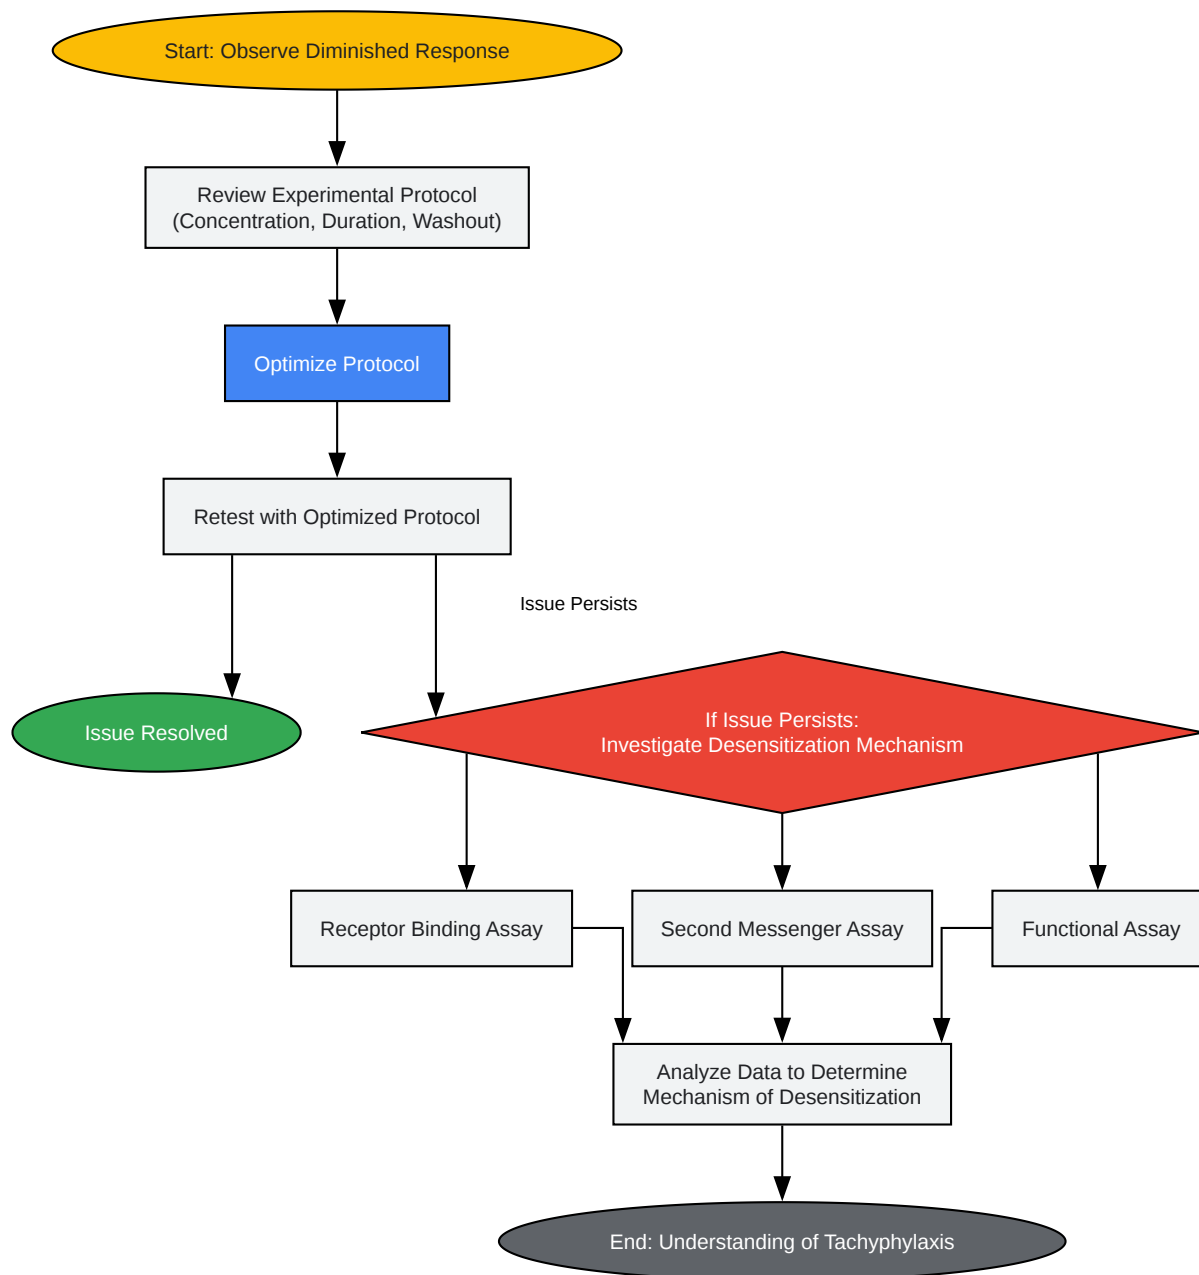 Start: Observe Diminished Response
Review Experimental Protocol
(Concentration, Duration, Washout)
Optimize Protocol
Retest with Optimized Protocol
Issue Persists
Issue Resolved
If Issue Persists:
Investigate Desensitization Mechanism
Receptor Binding Assay
Second Messenger Assay
Functional Assay
Analyze Data to Determine
Mechanism of Desensitization
End: Understanding of Tachyphylaxis